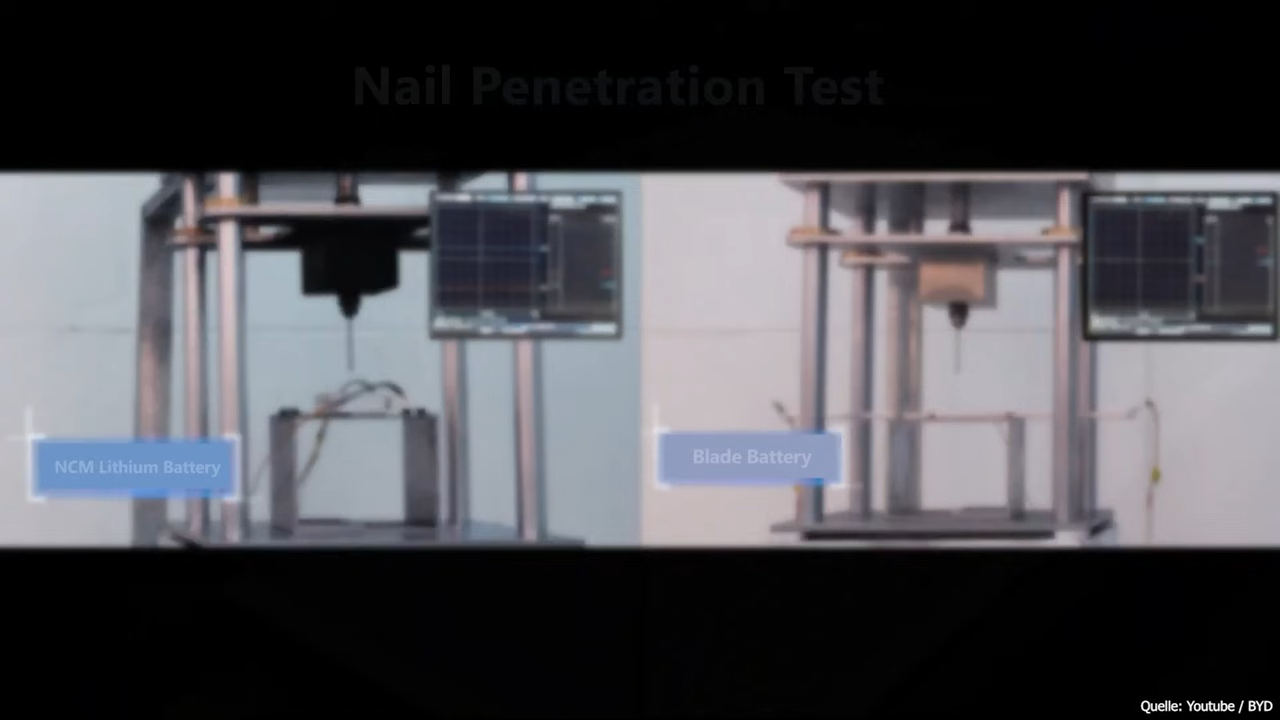 Nail Penetration Test
NCM Lithium Battery
Blade Battery
Quelle: Youtube / BYD